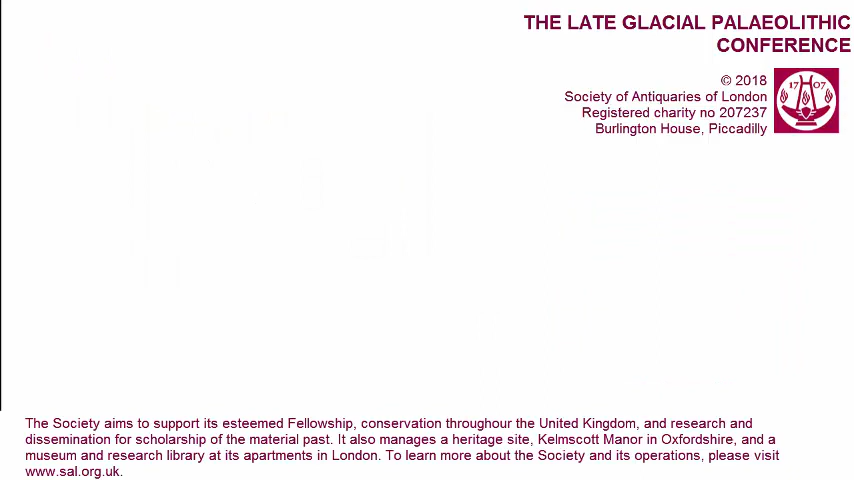 THE LATE GLACIAL PALAEOLITHIC
CONFERENCE
© 2018
Society of Antiquaries of London
Registered charity no 207237
Burlington House, Piccadilly
17 07
The Society aims to support its esteemed Fellowship, conservation throughour the United Kingdom, and research and
dissemination for scholarship of the material past. It also manages a heritage site, Kelmscott Manor in Oxfordshire, and a
museum and research library at its apartments in London. To learn more about the Society and its operations, please visit
www.sal.org.uk.